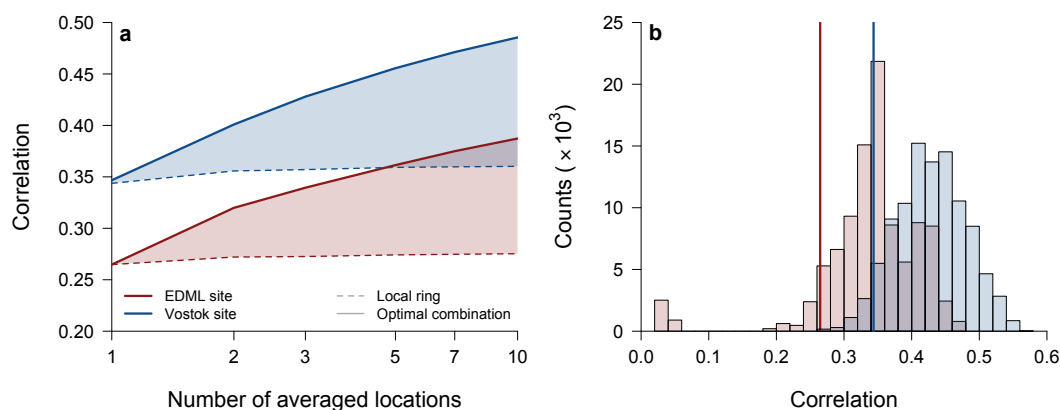 a
0.50
0.45
0.40
0.35
0.30
0.25
0.20
Correlation
EDML site
Vostok site
Local ring
Optimal combination
1
2
3
5
7
10
Number of averaged locations
b
25
20
15
10
5
0
Counts ( × 10³)
0.0
0.1
0.2
0.3
0.4
0.5
0.6
Correlation